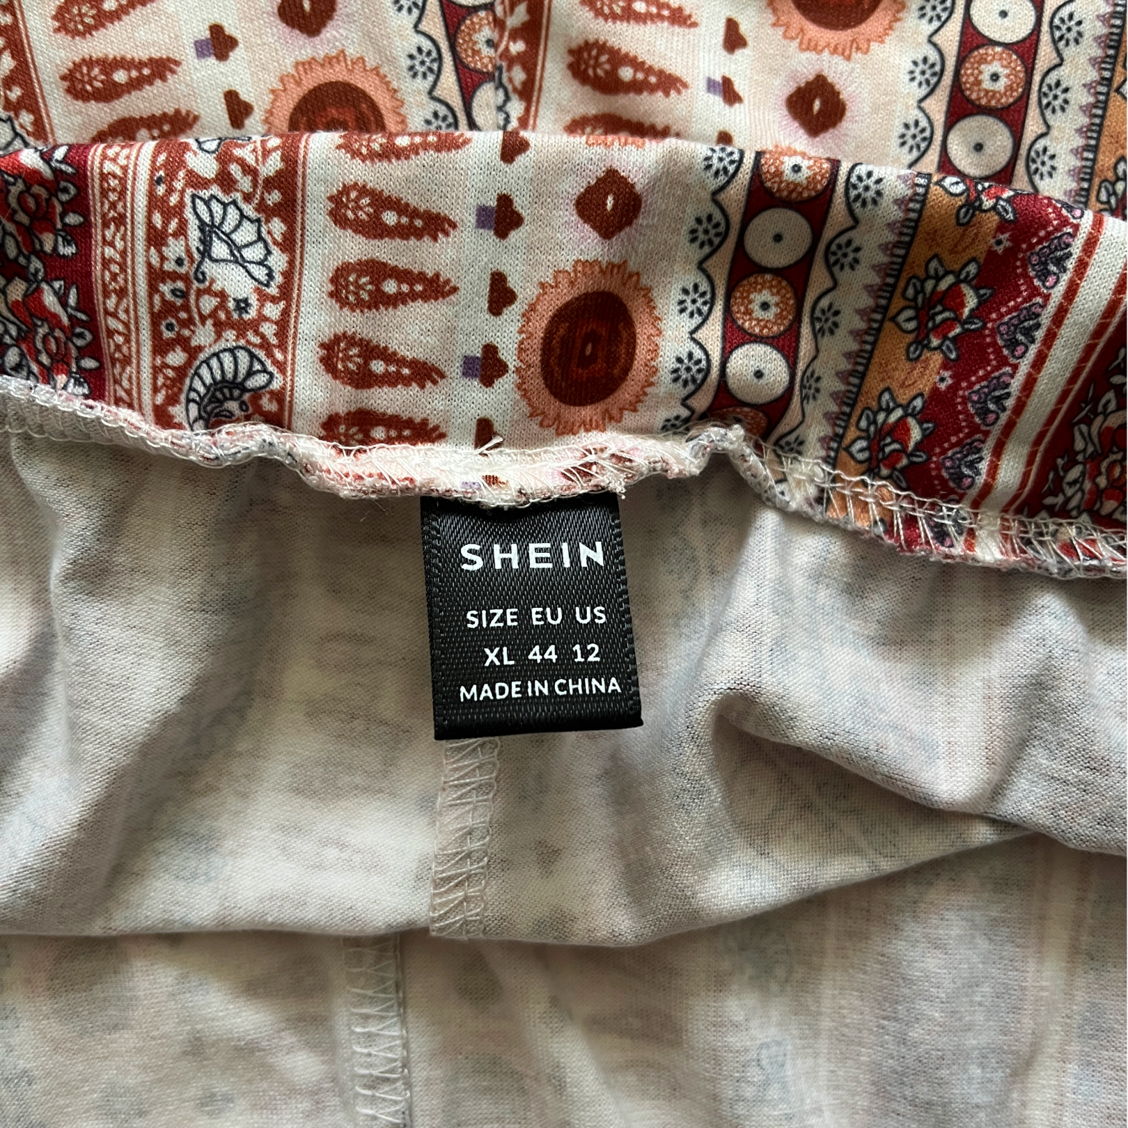 SHEIN
SIZE EU US
XL 44 12
MADE IN CHINA